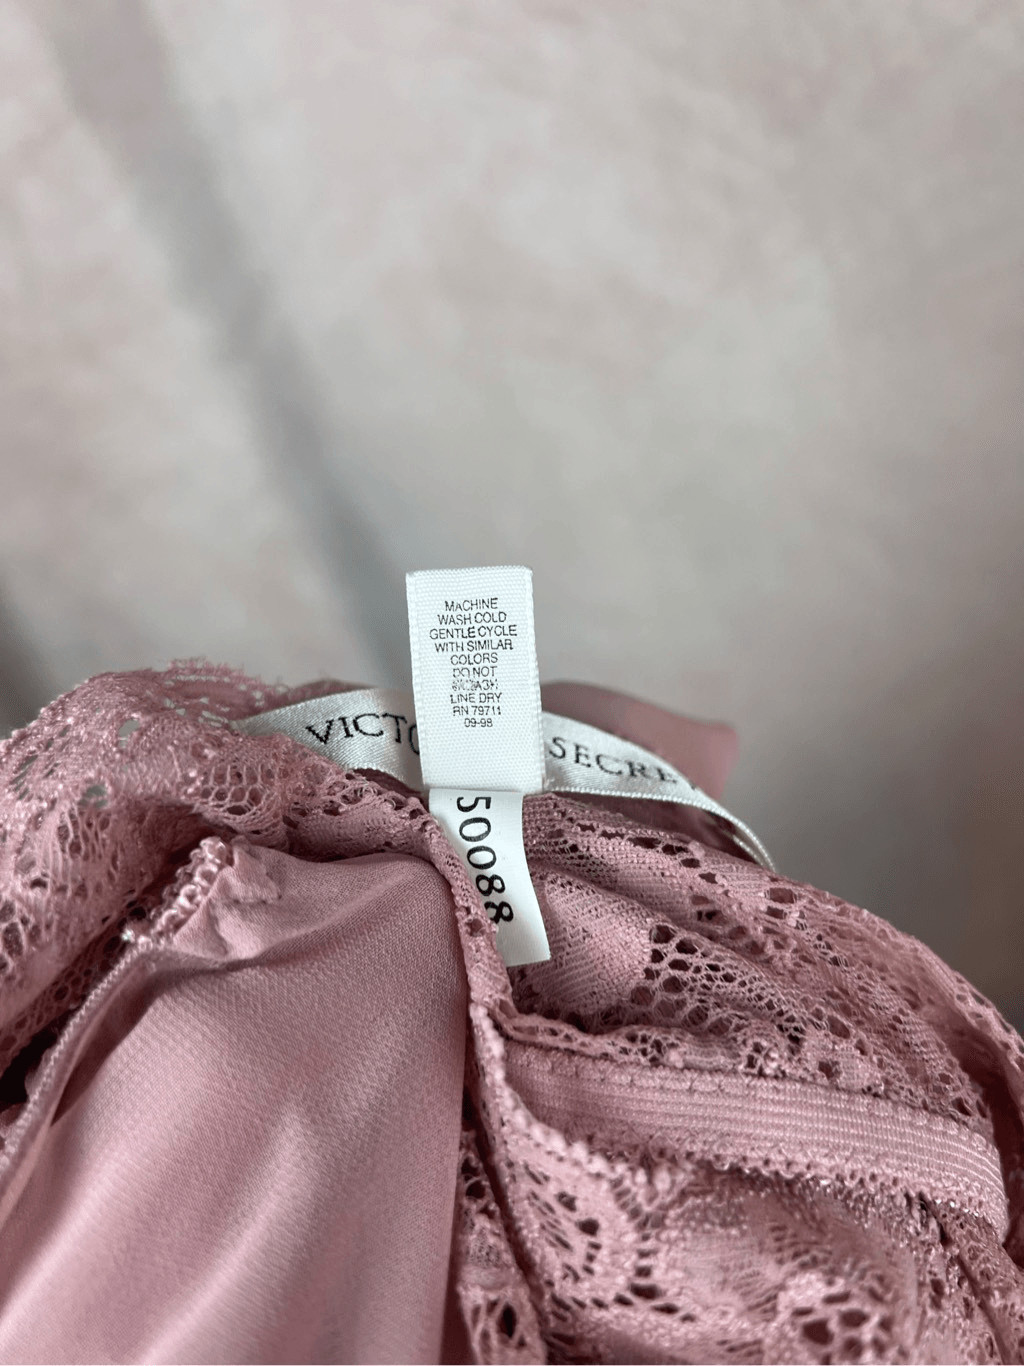 MACHINE
WASH COLD
GENTLE CYCLE
WITH SIMILAR
COLORS
DO NOT
LINE DRY
RN 79711
09-98
VICTO SECRE
50088